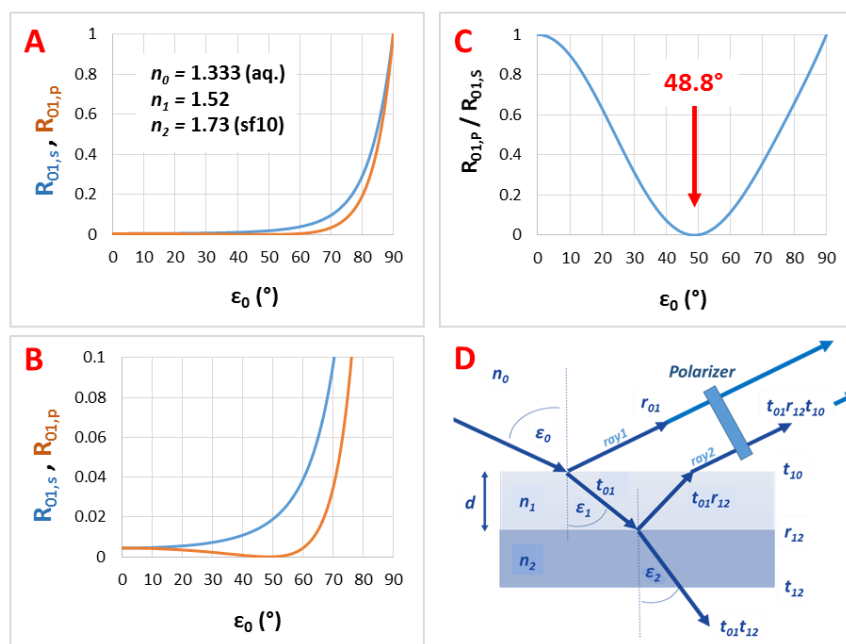 A
R01,s , R01,p
1
0.8
0.6
0.4
0.2
0
n0 = 1.333 (aq.)
n1 = 1.52
n2 = 1.73 (sf10)
0 10 20 30 40 50 60 70 80 90
ε0 (°)
C
R01,P / R01,S
1
0.8
0.6
0.4
0.2
0
48.8°
0 10 20 30 40 50 60 70 80 90
ε0 (°)
B
R01,s , R01,p
0.1
0.08
0.06
0.04
0.02
0
0 10 20 30 40 50 60 70 80 90
ε0 (°)
D
n0
Polarizer
r01
t01r12t10
ε0
ray1
ray2
t10
d
n1
t01
ε1
t01r12
r12
n2
ε2
t12
t01t12